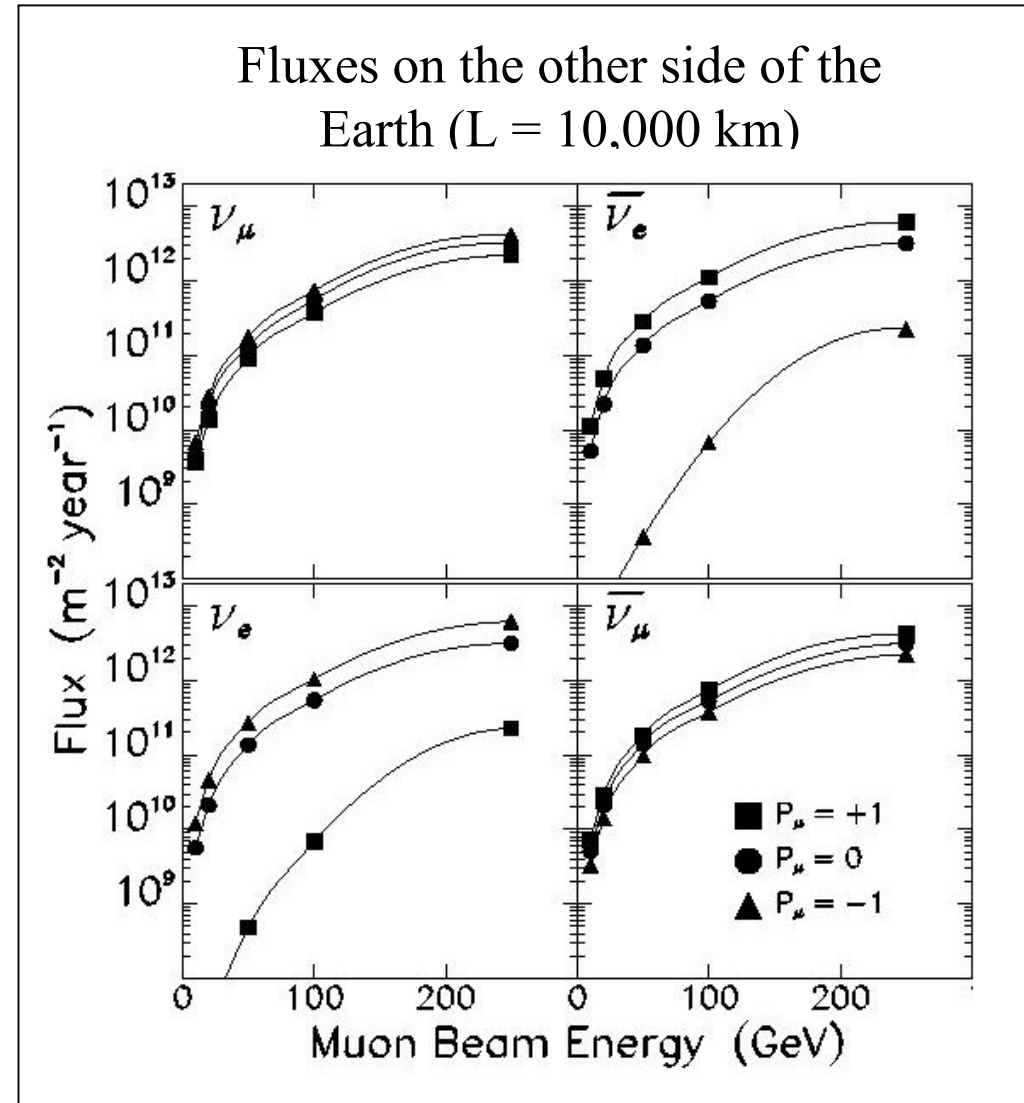 Fluxes on the other side of the
Earth (L = 10,000 km)
Flux (m⁻² year⁻¹)
10¹³
10¹²
10¹¹
10¹⁰
10⁹
ν_μ
ν̅_e
10¹³
10¹²
10¹¹
10¹⁰
10⁹
ν_e
ν̅_μ
P_μ = +1
P_μ = 0
P_μ = −1
0 100 200 0 100 200
Muon Beam Energy (GeV)